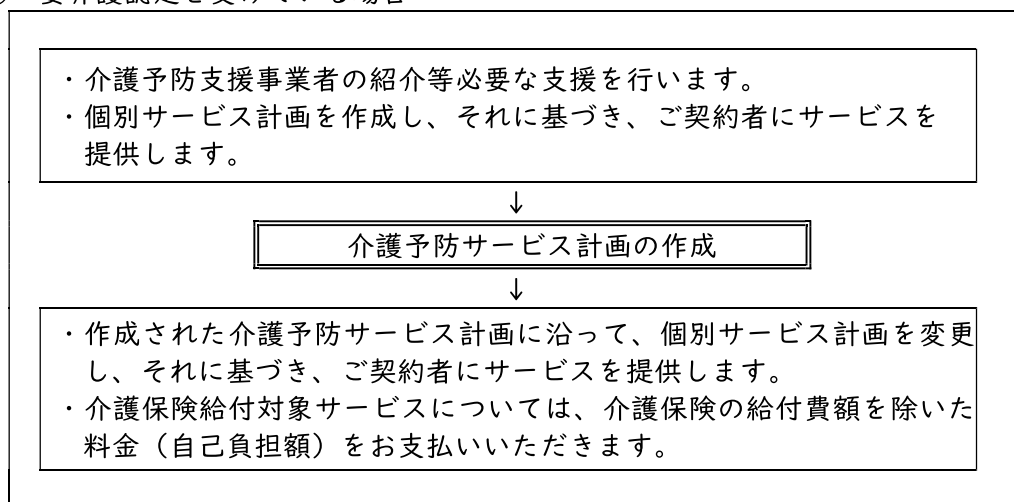 ・介護予防支援事業者の紹介等必要な支援を行います。
・個別サービス計画を作成し、それに基づき、ご契約者にサービスを
提供します。
↓
介護予防サービス計画の作成
↓
・作成された介護予防サービス計画に沿って、個別サービス計画を変更
し、それに基づき、ご契約者にサービスを提供します。
・介護保険給付対象サービスについては、介護保険の給付費額を除いた
料金（自己負担額）をお支払いいただきます。